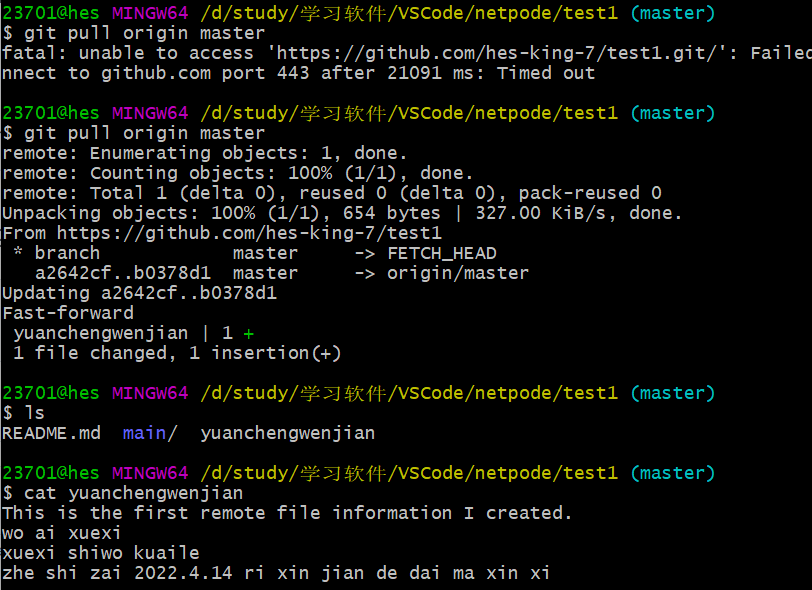 23701@hes MINGW64 /d/study/学习软件/VSCode/netpode/test1 (master)
$ git pull origin master
fatal: unable to access 'https://github.com/hes-king-7/test1.git/': Failed
nnect to github.com port 443 after 21091 ms: Timed out
23701@hes MINGW64 /d/study/学习软件/VSCode/netpode/test1 (master)
$ git pull origin master
remote: Enumerating objects: 1, done.
remote: Counting objects: 100% (1/1), done.
remote: Total 1 (delta 0), reused 0 (delta 0), pack-reused 0
Unpacking objects: 100% (1/1), 654 bytes | 327.00 KiB/s, done.
From https://github.com/hes-king-7/test1
* branch master -> FETCH_HEAD
a2642cf..b0378d1 master -> origin/master
Updating a2642cf..b0378d1
Fast-forward
yuanchengwenjian | 1 +
1 file changed, 1 insertion(+)
23701@hes MINGW64 /d/study/学习软件/VSCode/netpode/test1 (master)
$ ls
README.md main/ yuanchengwenjian
23701@hes MINGW64 /d/study/学习软件/VSCode/netpode/test1 (master)
$ cat yuanchengwenjian
This is the first remote file information I created.
wo ai xuexi
xuexi shiwo kuaile
zhe shi zai 2022.4.14 ri xin jian de dai ma xin xi